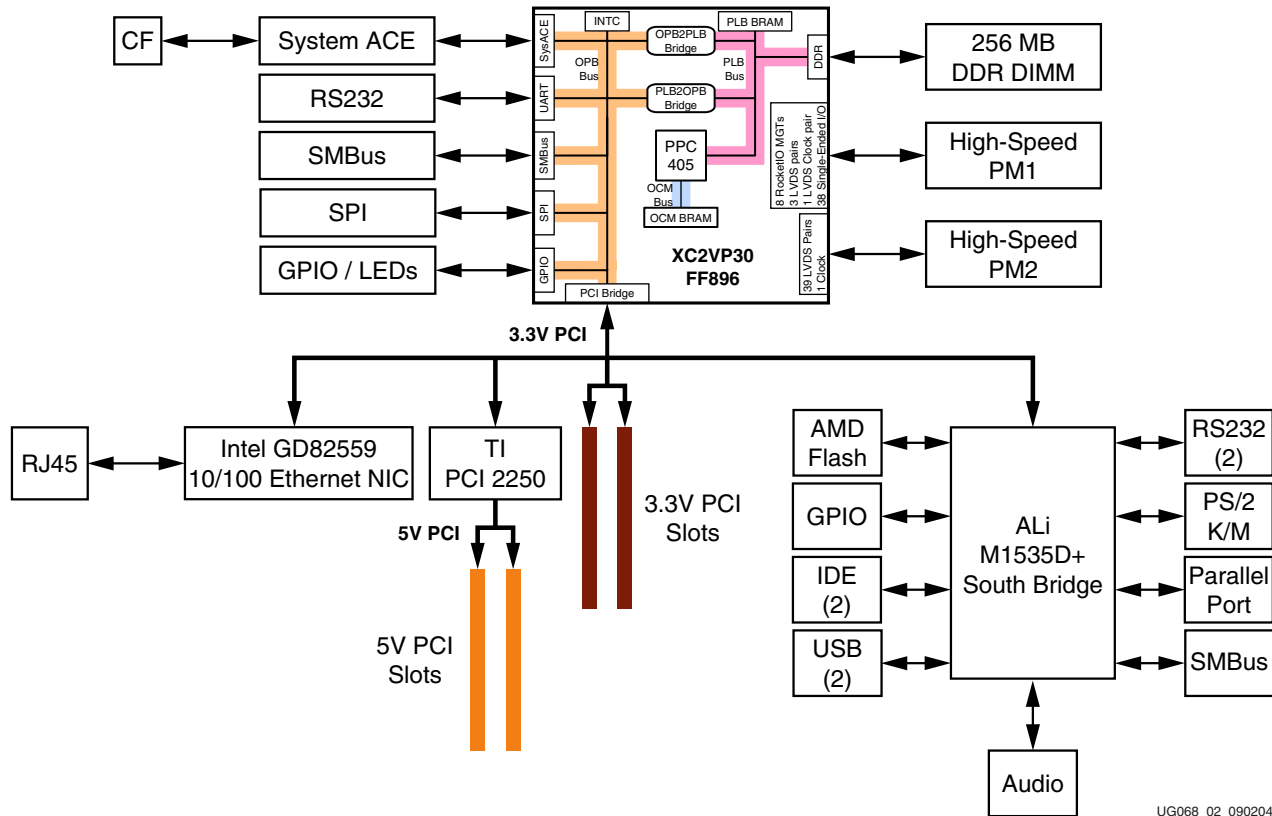 CF
System ACE
RS232
SMBus
SPI
GPIO / LEDs
SysACE
UART
SMBus
SPI
GPIO
INTC
OPB
Bus
OPB2PLB
Bridge
PLB2OPB
Bridge
PLB BRAM
PLB
Bus
DDR
PPC
405
OCM
Bus
OCM BRAM
XC2VP30
FF896
PCI Bridge
8 RocketIO MGTs
3 LVDS pairs
1 LVDS Clock pair
38 Single-Ended I/O
39 LVDS Pairs
1 Clock
256 MB
DDR DIMM
High-Speed
PM1
High-Speed
PM2
3.3V PCI
RJ45
Intel GD82559
10/100 Ethernet NIC
TI
PCI 2250
5V PCI
5V PCI
Slots
3.3V PCI
Slots
AMD
Flash
GPIO
IDE
(2)
USB
(2)
ALi
M1535D+
South Bridge
RS232
(2)
PS/2
K/M
Parallel
Port
SMBus
Audio
UG068_02_090204